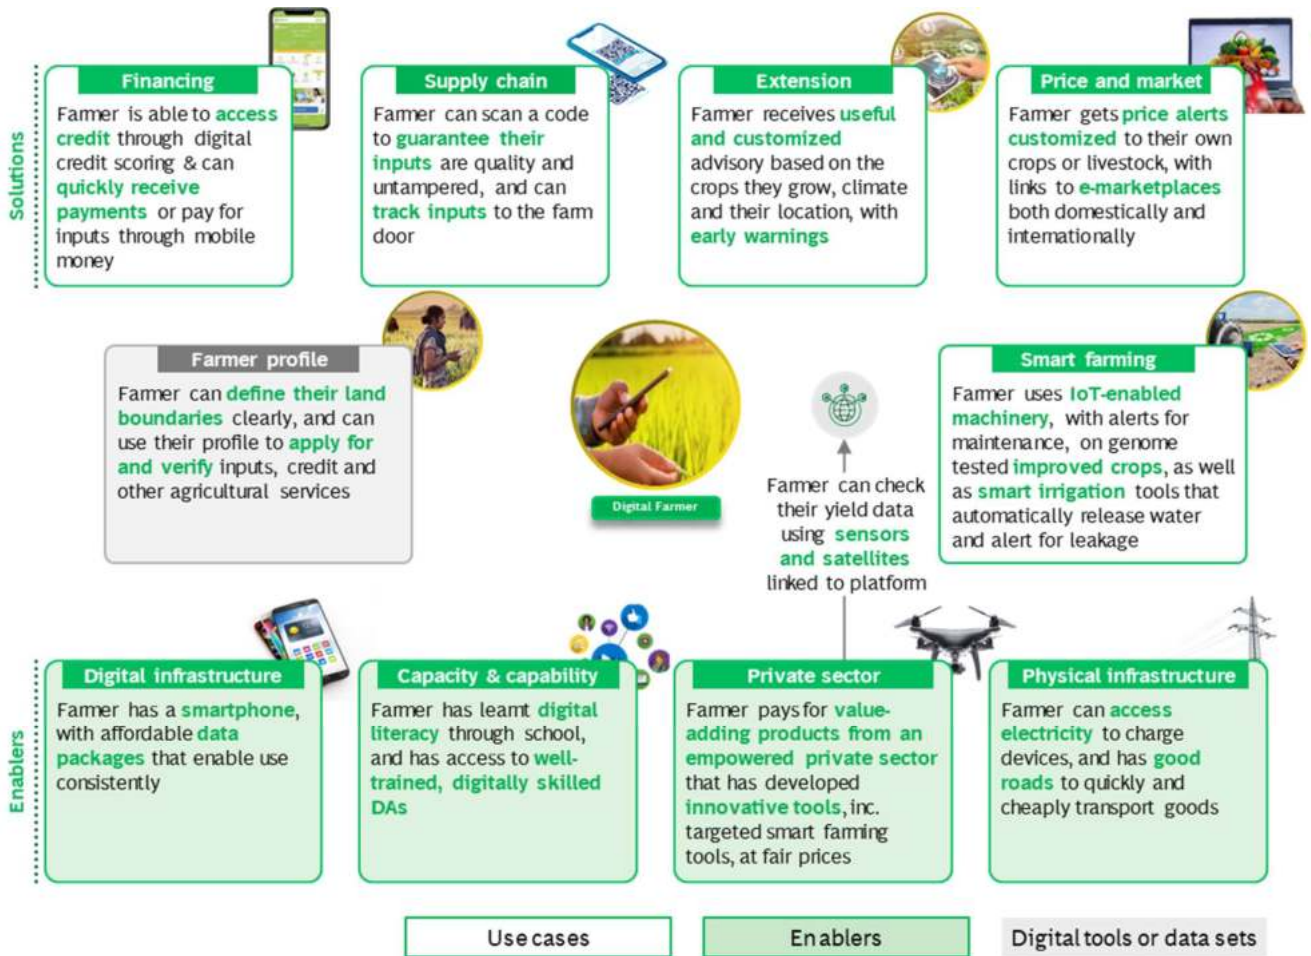 Solutions
Financing
Farmer is able to access
credit through digital
credit scoring & can
quickly receive
payments or pay for
inputs through mobile
money
Supply chain
Farmer can scan a code
to guarantee their
inputs are quality and
untampered, and can
track inputs to the farm
door
Extension
Farmer receives useful
and customized
advisory based on the
crops they grow, climate
and their location, with
early warnings
Price and market
Farmer gets price alerts
customized to their own
crops or livestock, with
links to e-marketplaces
both domestically and
internationally
Farmer profile
Farmer can define their land
boundaries clearly, and can
use their profile to apply for
and verify inputs, credit and
other agricultural services
Digital Farmer
Farmer can check
their yield data
using sensors
and satellites
linked to platform
Smart farming
Farmer uses IoT-enabled
machinery, with alerts for
maintenance, on genome
tested improved crops, as well
as smart irrigation tools that
automatically release water
and alert for leakage
Enablers
Digital infrastructure
Farmer has a smartphone,
with affordable data
packages that enable use
consistently
Capacity & capability
Farmer has learnt digital
literacy through school,
and has access to well-
trained, digitally skilled
DAs
Private sector
Farmer pays for value-
adding products from an
empowered private sector
that has developed
innovative tools, inc.
targeted smart farming
tools, at fair prices
Physical infrastructure
Farmer can access
electricity to charge
devices, and has good
roads to quickly and
cheaply transport goods
Use cases
Enablers
Digital tools or data sets